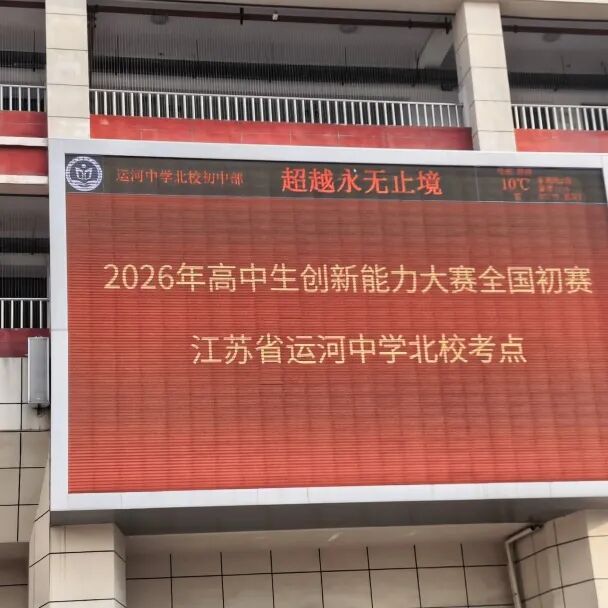 运河中学北校初中部
超越永无止境
10℃
2026年高中生创新能力大赛全国初赛
江苏省运河中学北校考点